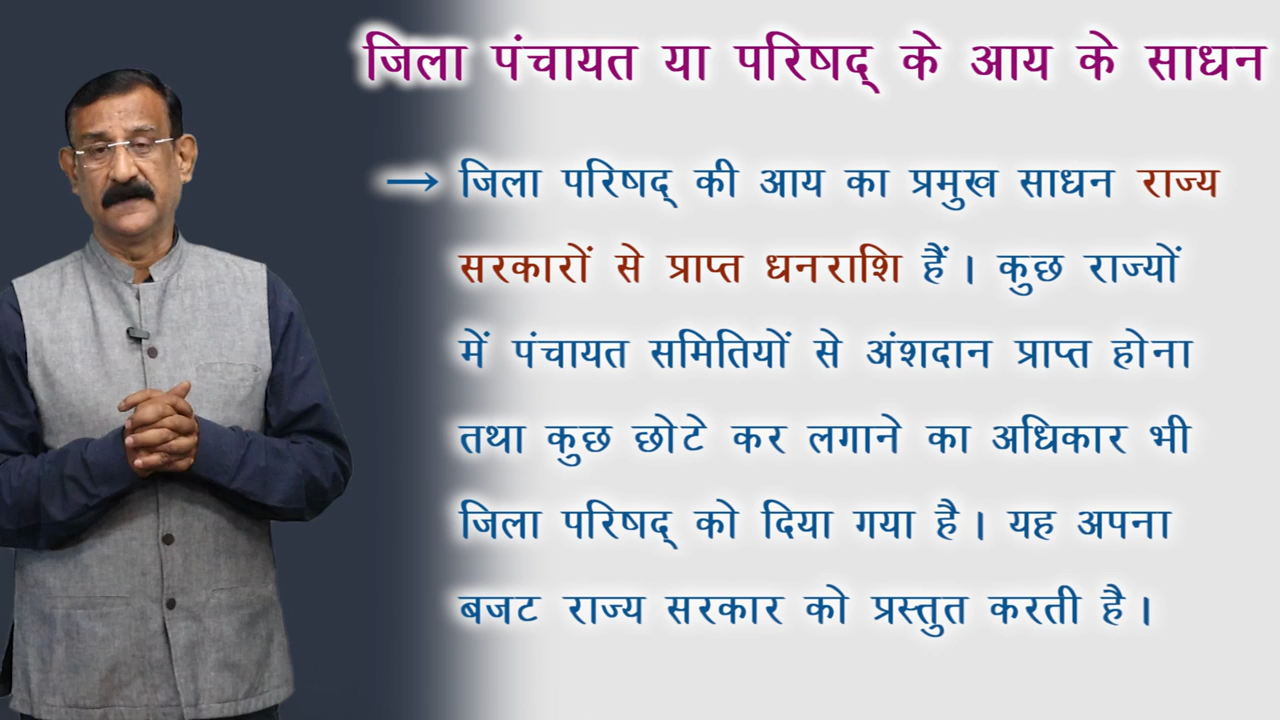 जिला पंचायत या परिषद् के आय के साधन
→ जिला परिषद् की आय का प्रमुख साधन राज्य
सरकारों से प्राप्त धनराशि हैं। कुछ राज्यों
में पंचायत समितियों से अंशदान प्राप्त होना
तथा कुछ छोटे कर लगाने का अधिकार भी
जिला परिषद् को दिया गया है। यह अपना
बजट राज्य सरकार को प्रस्तुत करती है।